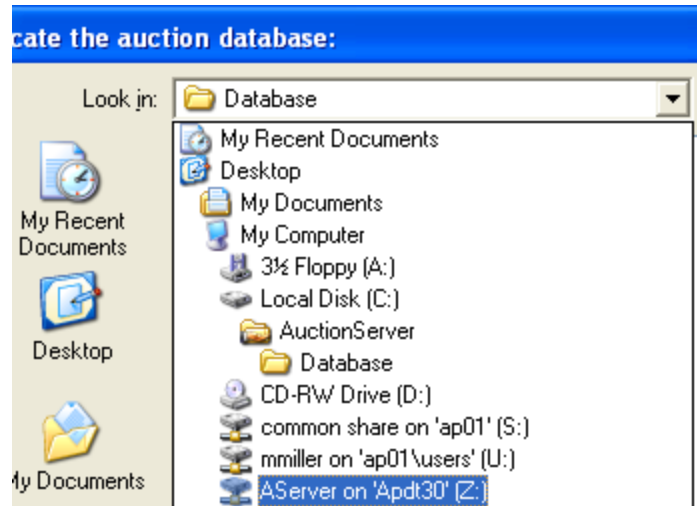 cate the auction database:
Look in:
Database
My Recent Documents
Desktop
My Documents
My Computer
3½ Floppy (A:)
Local Disk (C:)
AuctionServer
Database
CD-RW Drive (D:)
common share on 'ap01' (S:)
mmiller on 'ap01\users' (U:)
AServer on 'Apdt30' (Z:)
My Recent
Documents
Desktop
My Documents